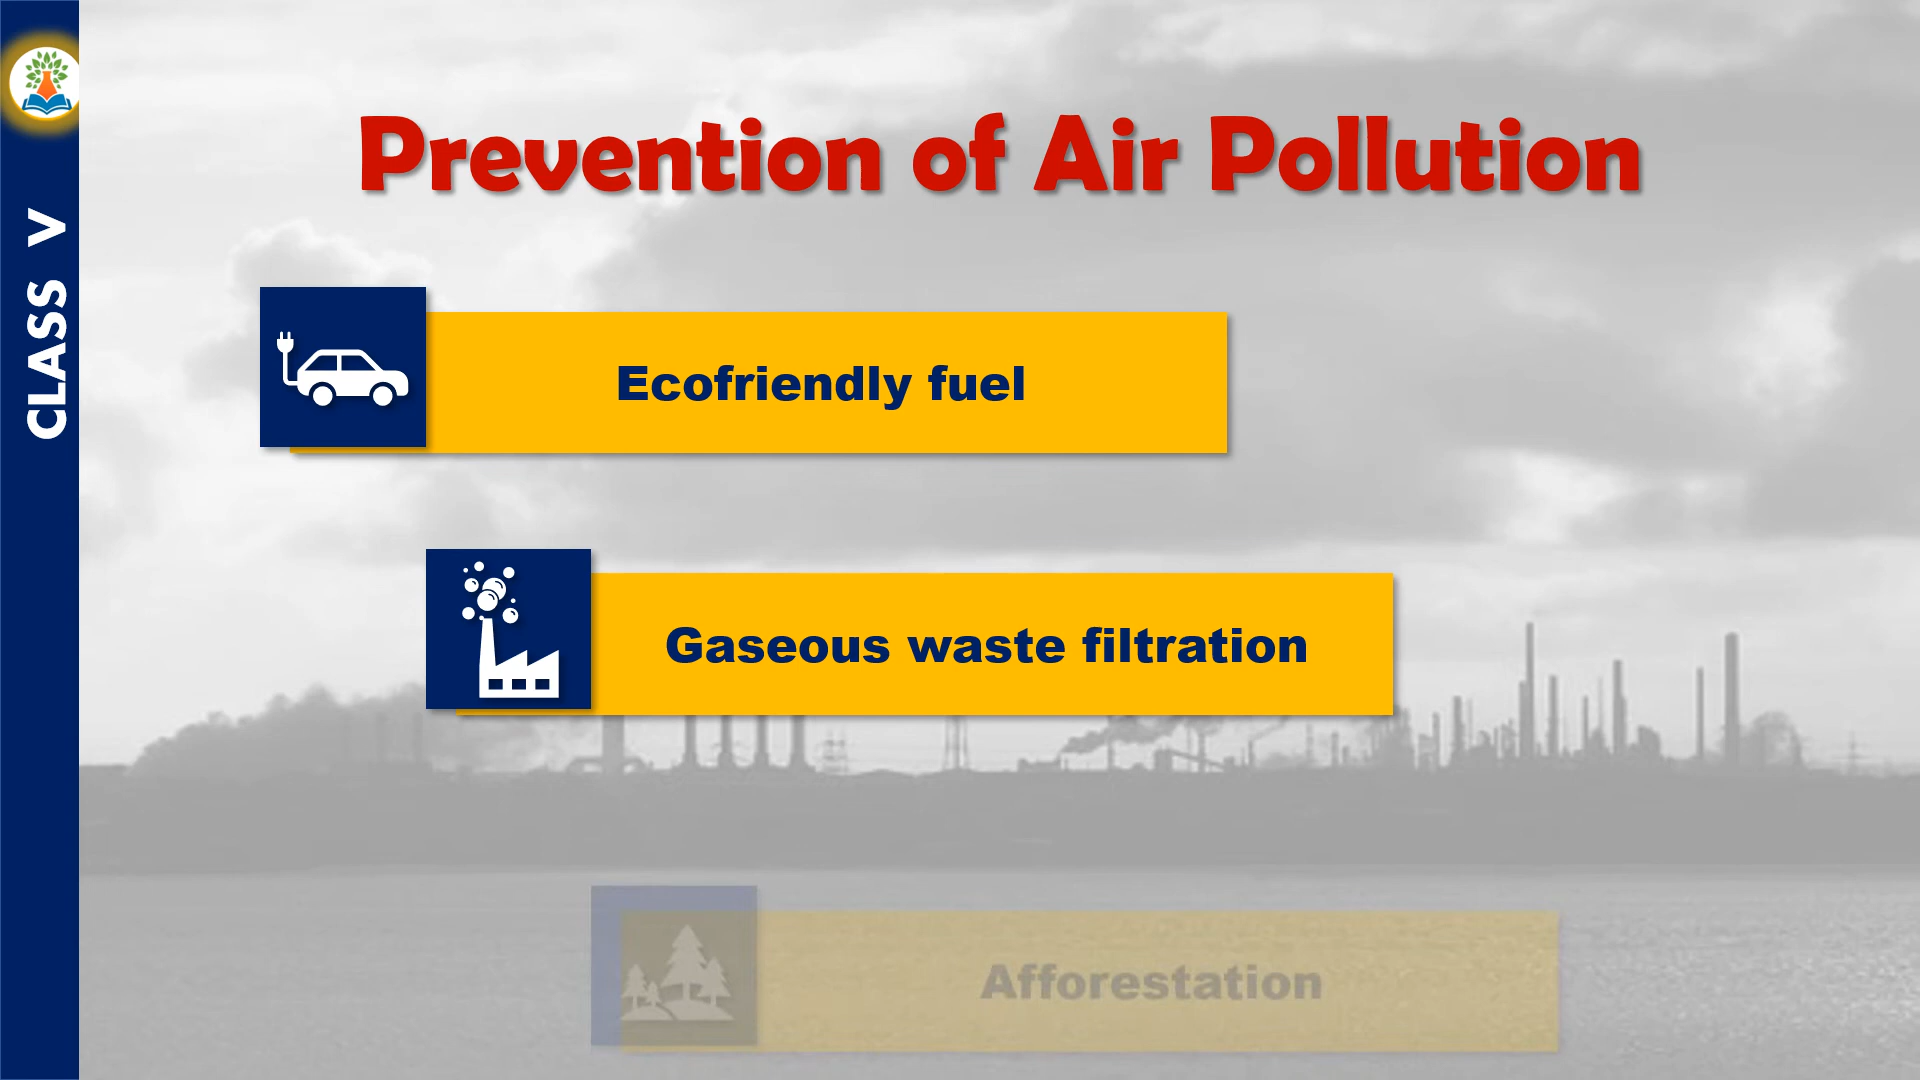 CLASS V
Prevention of Air Pollution
Ecofriendly fuel
Gaseous waste filtration
Afforestation